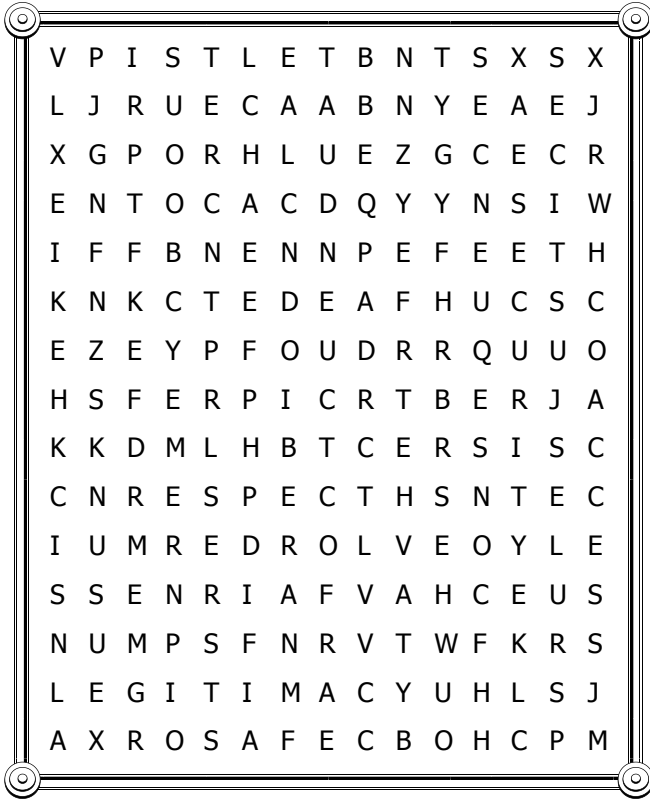 V P I S T L E T B N T S X S X
L J R U E C A A B N Y E A E J
X G P O R H L U E Z G C E C R
E N T O C A C D Q Y Y N S I W
I F F B N E N N P E F E E T H
K N K C T E D E A F H U C S C
E Z E Y P F O U D R R Q U U O
H S F E R P I C R T B E R J A
K K D M L H B T C E R S I S C
C N R E S P E C T H S N T E C
I U M R E D R O L V E O Y L E
S S E N R I A F V A H C E U S
N U M P S F N R V T W F K R S
L E G I T I M A C Y U H L S J
A X R O S A F E C B O H C P M